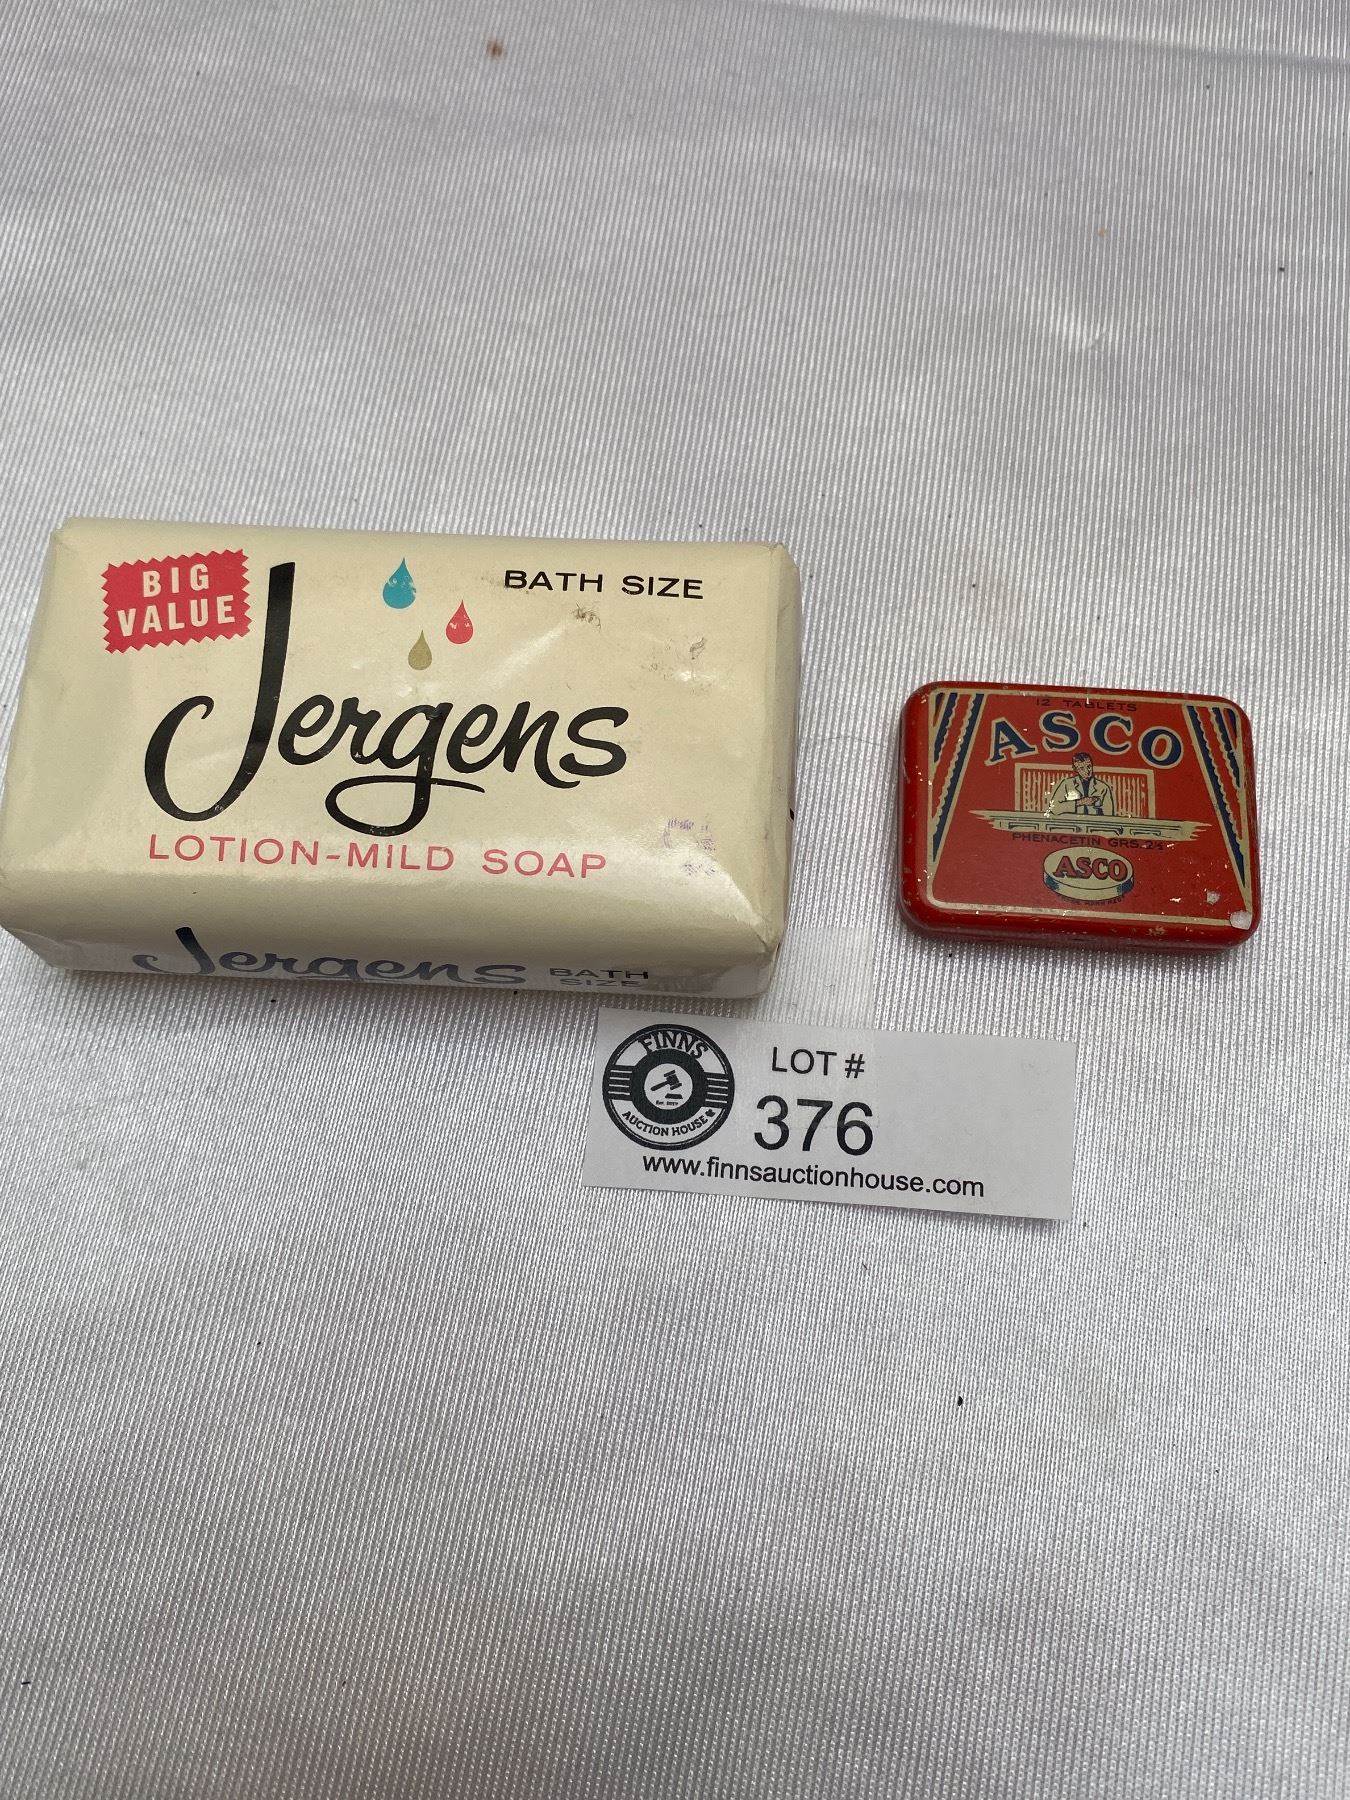 BIG
VALUE
BATH SIZE
Jergens
LOTION-MILD SOAP
Jergens BATH
SIZE
12 TABLETS
ASCO
PHENACETIN GRS. 2½
ASCO
FINNS
AUCTION HOUSE
LOT #
376
www.finnsauctionhouse.com